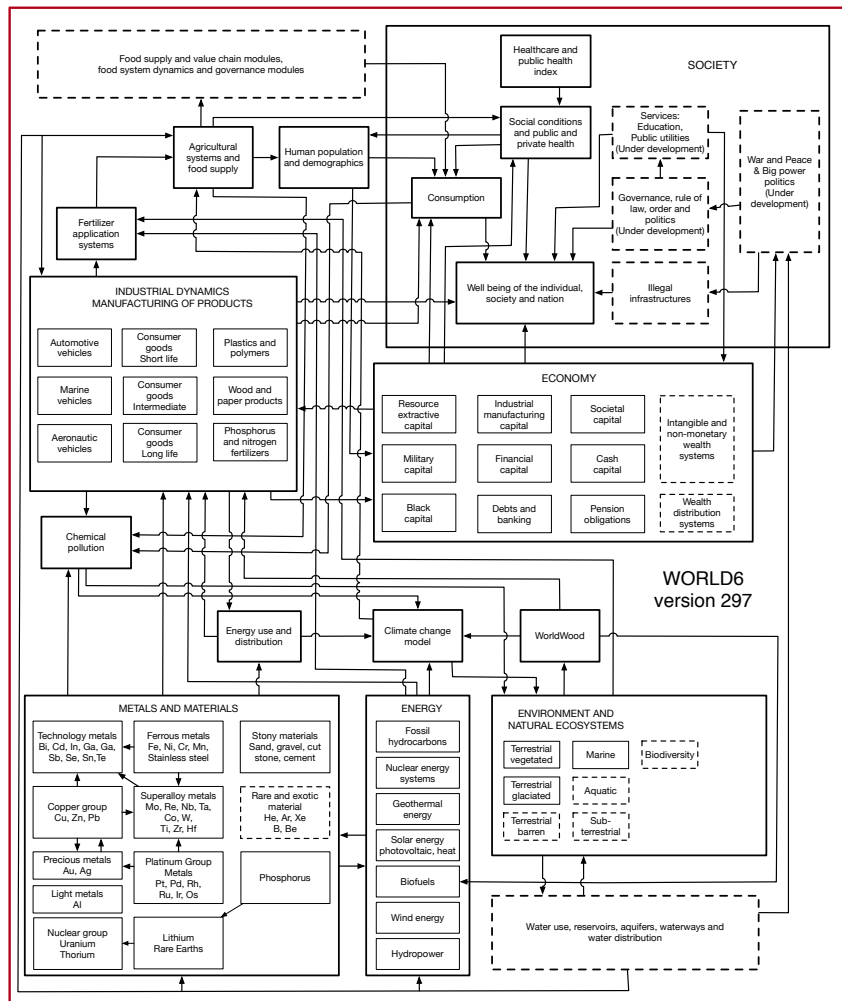 Food supply and value chain modules,
food system dynamics and governance modules
Healthcare and
public health
index
SOCIETY
Agricultural
systems and
food supply
Human population
and demographics
Social conditions
and public and
private health
Services:
Education,
Public utilities
(Under development)
War and Peace
& Big power
politics
(Under
development)
Consumption
Governance, rule of
law, order and
politics
(Under development)
Fertilizer
application
systems
Well being of the individual,
society and nation
Illegal
infrastructures
INDUSTRIAL DYNAMICS
MANUFACTURING OF PRODUCTS
Automotive
vehicles
Consumer
goods
Short life
Plastics and
polymers
Marine
vehicles
Consumer
goods
Intermediate
Wood and
paper products
Aeronautic
vehicles
Consumer
goods
Long life
Phosphorus
and nitrogen
fertilizers
ECONOMY
Resource
extractive
capital
Industrial
manufacturing
capital
Societal
capital
Intangible and
non-monetary
wealth
systems
Military
capital
Financial
capital
Cash
capital
Black
capital
Debts and
banking
Pension
obligations
Wealth
distribution
systems
Chemical
pollution
WORLD6
version 297
Energy use and
distribution
Climate change
model
WorldWood
METALS AND MATERIALS
Technology metals
Bi, Cd, In, Ga, Ga,
Sb, Se, Sn,Te
Ferrous metals
Fe, Ni, Cr, Mn,
Stainless steel
Stony materials
Sand, gravel, cut
stone, cement
Copper group
Cu, Zn, Pb
Superalloy metals
Mo, Re, Nb, Ta,
Co, W,
Ti, Zr, Hf
Rare and exotic
material
He, Ar, Xe
B, Be
Precious metals
Au, Ag
Platinum Group
Metals
Pt, Pd, Rh,
Ru, Ir, Os
Phosphorus
Light metals
Al
Nuclear group
Uranium
Thorium
Lithium
Rare Earths
ENERGY
Fossil
hydrocarbons
Nuclear energy
systems
Geothermal
energy
Solar energy
photovoltaic, heat
Biofuels
Wind energy
Hydropower
ENVIRONMENT AND
NATURAL ECOSYSTEMS
Terrestrial
vegetated
Marine
Biodiversity
Terrestrial
glaciated
Aquatic
Terrestrial
barren
Sub-
terrestrial
Water use, reservoirs, aquifers, waterways and
water distribution